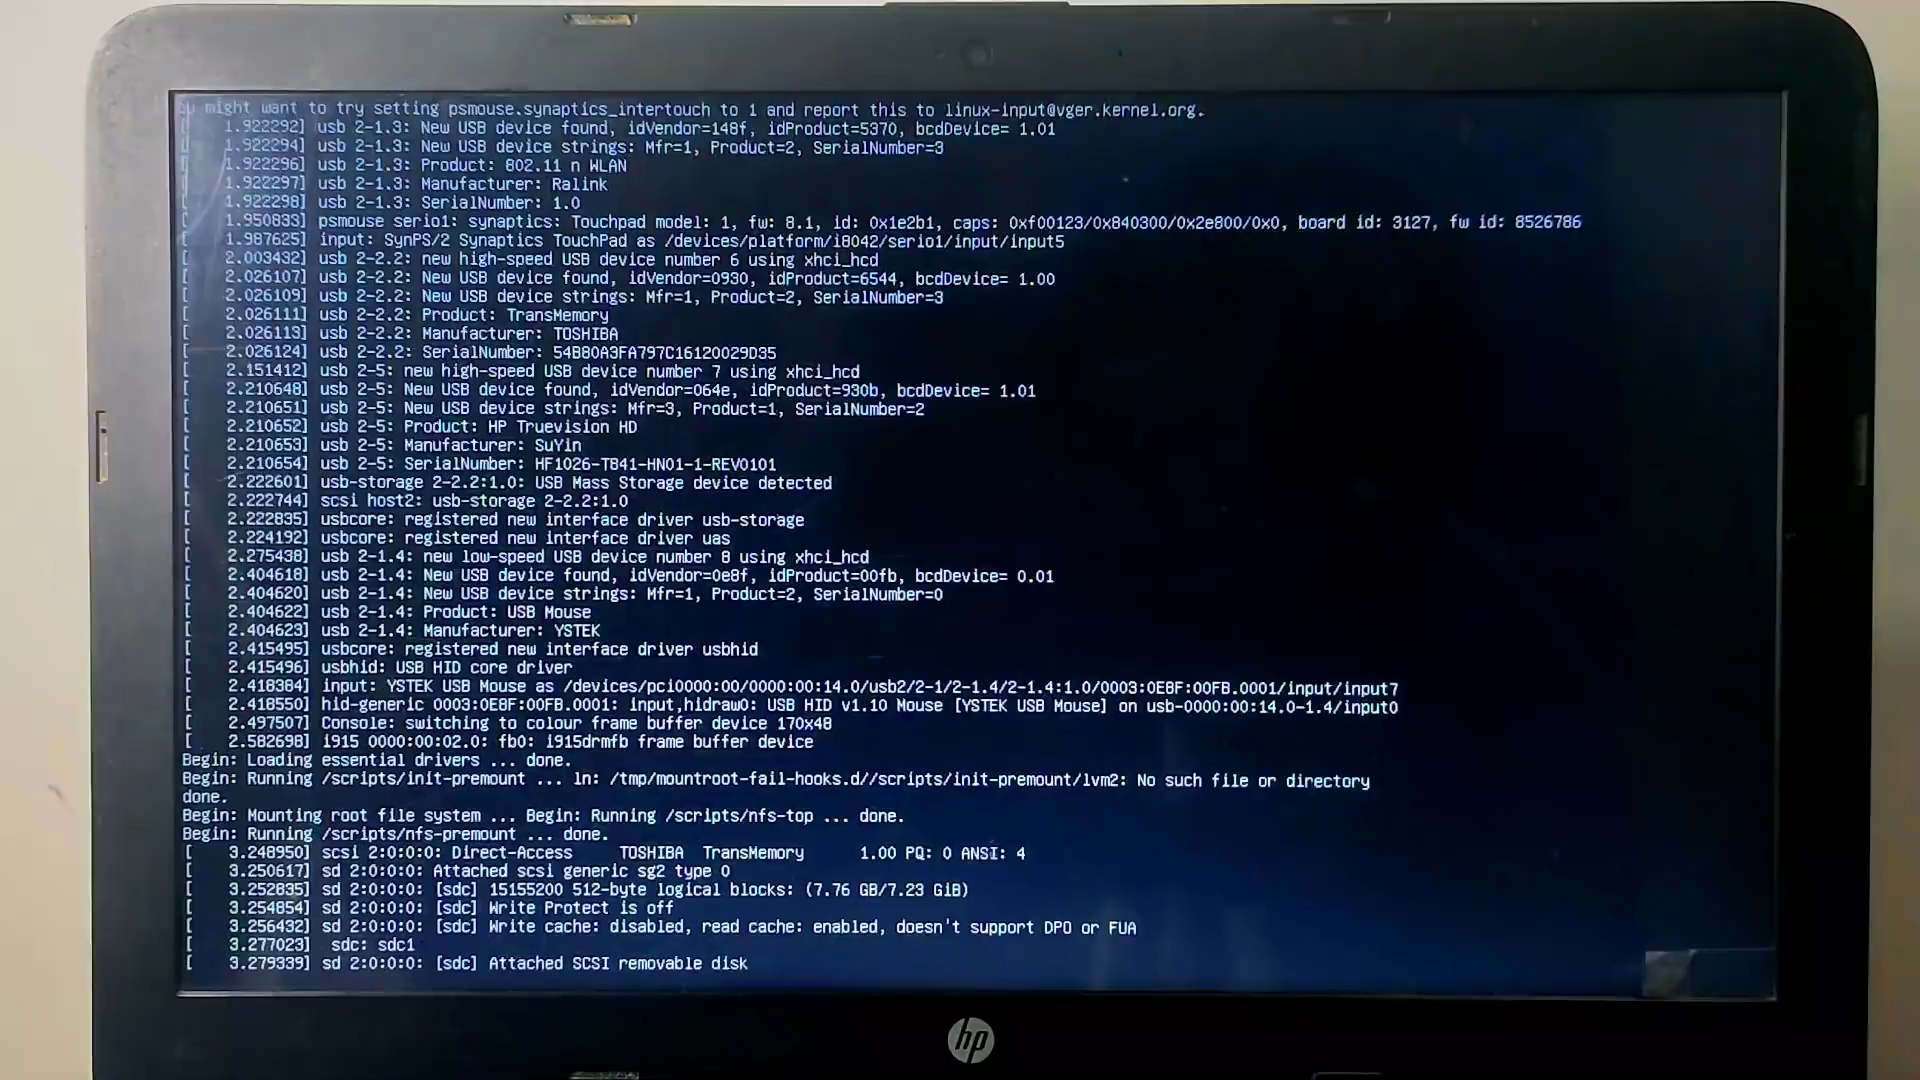 ou might want to try setting psmouse.synaptics_intertouch to 1 and report this to linux-input@vger.kernel.org.
[    1.922292] usb 2-1.3: New USB device found, idVendor=148f, idProduct=5370, bcdDevice= 1.01
[    1.922294] usb 2-1.3: New USB device strings: Mfr=1, Product=2, SerialNumber=3
[    1.922296] usb 2-1.3: Product: 802.11 n WLAN
[    1.922297] usb 2-1.3: Manufacturer: Ralink
[    1.922298] usb 2-1.3: SerialNumber: 1.0
[    1.950833] psmouse serio1: synaptics: Touchpad model: 1, fw: 8.1, id: 0x1e2b1, caps: 0xf00123/0x840300/0x2e800/0x0, board id: 3127, fw id: 8526786
[    1.987625] input: SynPS/2 Synaptics TouchPad as /devices/platform/i8042/serio1/input/input5
[    2.003432] usb 2-2.2: new high-speed USB device number 6 using xhci_hcd
[    2.026107] usb 2-2.2: New USB device found, idVendor=0930, idProduct=6544, bcdDevice= 1.00
[    2.026109] usb 2-2.2: New USB device strings: Mfr=1, Product=2, SerialNumber=3
[    2.026111] usb 2-2.2: Product: TransMemory
[    2.026113] usb 2-2.2: Manufacturer: TOSHIBA
[    2.026124] usb 2-2.2: SerialNumber: 54B80A3FA797C16120029D35
[    2.151412] usb 2-5: new high-speed USB device number 7 using xhci_hcd
[    2.210648] usb 2-5: New USB device found, idVendor=064e, idProduct=930b, bcdDevice= 1.01
[    2.210651] usb 2-5: New USB device strings: Mfr=3, Product=1, SerialNumber=2
[    2.210652] usb 2-5: Product: HP Truevision HD
[    2.210653] usb 2-5: Manufacturer: SuYin
[    2.210654] usb 2-5: SerialNumber: HF1026-T841-HN01-1-REV0101
[    2.222601] usb-storage 2-2.2:1.0: USB Mass Storage device detected
[    2.222744] scsi host2: usb-storage 2-2.2:1.0
[    2.222835] usbcore: registered new interface driver usb-storage
[    2.224192] usbcore: registered new interface driver uas
[    2.275438] usb 2-1.4: new low-speed USB device number 8 using xhci_hcd
[    2.404618] usb 2-1.4: New USB device found, idVendor=0e8f, idProduct=00fb, bcdDevice= 0.01
[    2.404620] usb 2-1.4: New USB device strings: Mfr=1, Product=2, SerialNumber=0
[    2.404622] usb 2-1.4: Product: USB Mouse
[    2.404623] usb 2-1.4: Manufacturer: YSTEK
[    2.415495] usbcore: registered new interface driver usbhid
[    2.415496] usbhid: USB HID core driver
[    2.418384] input: YSTEK USB Mouse as /devices/pci0000:00/0000:00:14.0/usb2/2-1/2-1.4/2-1.4:1.0/0003:0E8F:00FB.0001/input/input7
[    2.418550] hid-generic 0003:0E8F:00FB.0001: input,hidraw0: USB HID v1.10 Mouse [YSTEK USB Mouse] on usb-0000:00:14.0-1.4/input0
[    2.497507] Console: switching to colour frame buffer device 170x48
[    2.582698] i915 0000:00:02.0: fb0: i915drmfb frame buffer device
Begin: Loading essential drivers ... done.
Begin: Running /scripts/init-premount ... ln: /tmp/mountroot-fail-hooks.d//scripts/init-premount/lvm2: No such file or directory
done.
Begin: Mounting root file system ... Begin: Running /scripts/nfs-top ... done.
Begin: Running /scripts/nfs-premount ... done.
[    3.248950] scsi 2:0:0:0: Direct-Access     TOSHIBA  TransMemory      1.00 PQ: 0 ANSI: 4
[    3.250617] sd 2:0:0:0: Attached scsi generic sg2 type 0
[    3.252835] sd 2:0:0:0: [sdc] 15155200 512-byte logical blocks: (7.76 GB/7.23 GiB)
[    3.254854] sd 2:0:0:0: [sdc] Write Protect is off
[    3.256432] sd 2:0:0:0: [sdc] Write cache: disabled, read cache: enabled, doesn't support DPO or FUA
[    3.277023]  sdc: sdc1
[    3.279339] sd 2:0:0:0: [sdc] Attached SCSI removable disk
hp